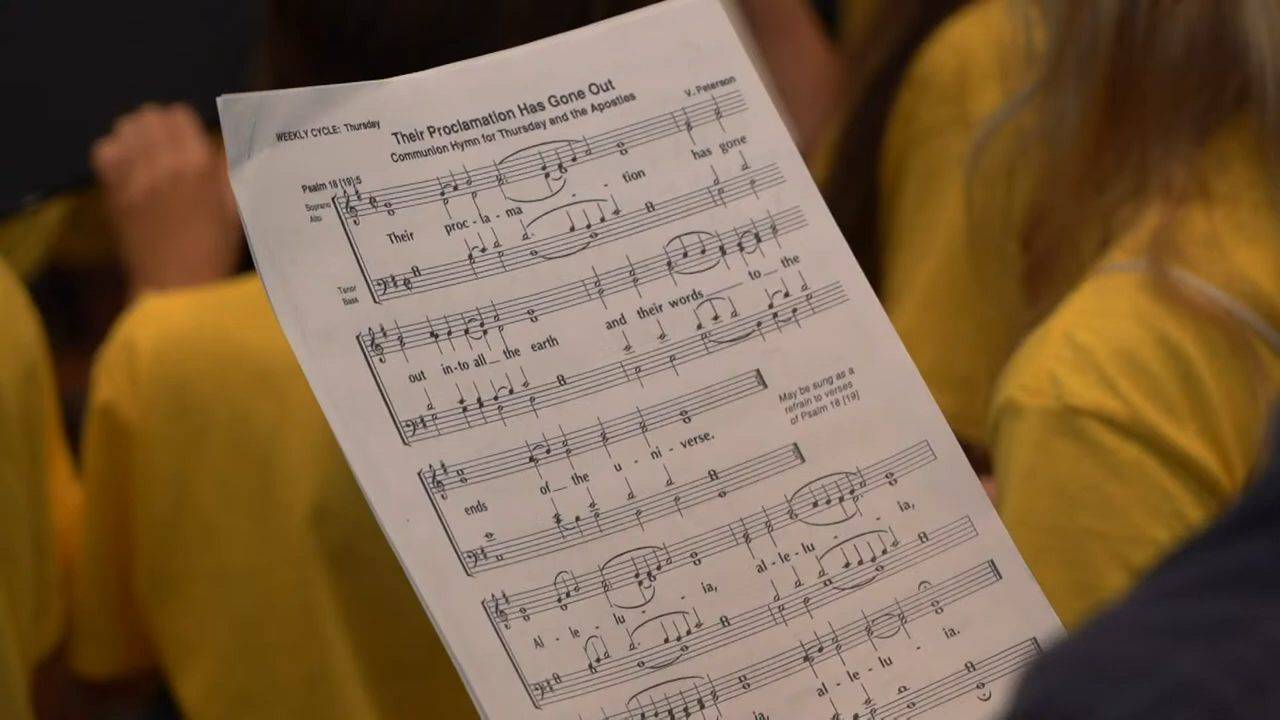 WEEKLY CYCLE: Thursday
Their Proclamation Has Gone Out
Communion Hymn for Thursday and the Apostles
V. Peterson
Psalm 18 [19]:5
Soprano
Alto
Their proc - la - ma - - tion has gone
Tenor
Bass
out in-to all the earth and their words to the
ends of the u - ni - verse.
May be sung as a
refrain to verses
of Psalm 18 [19]
Al - le - lu - - ia, al - le - lu - - ia,
ia, al - le - lu - ia.